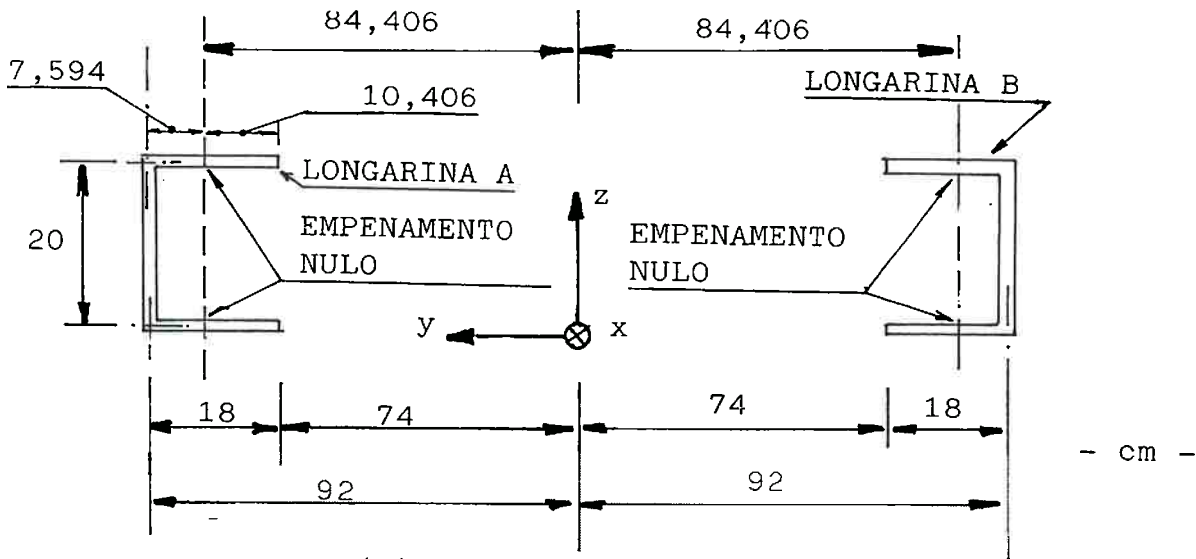 84,406
84,406
7,594
10,406
LONGARINA B
LONGARINA A
20
z
EMPENAMENTO
NULO
EMPENAMENTO
NULO
y
x
18
74
74
18
- cm -
92
92